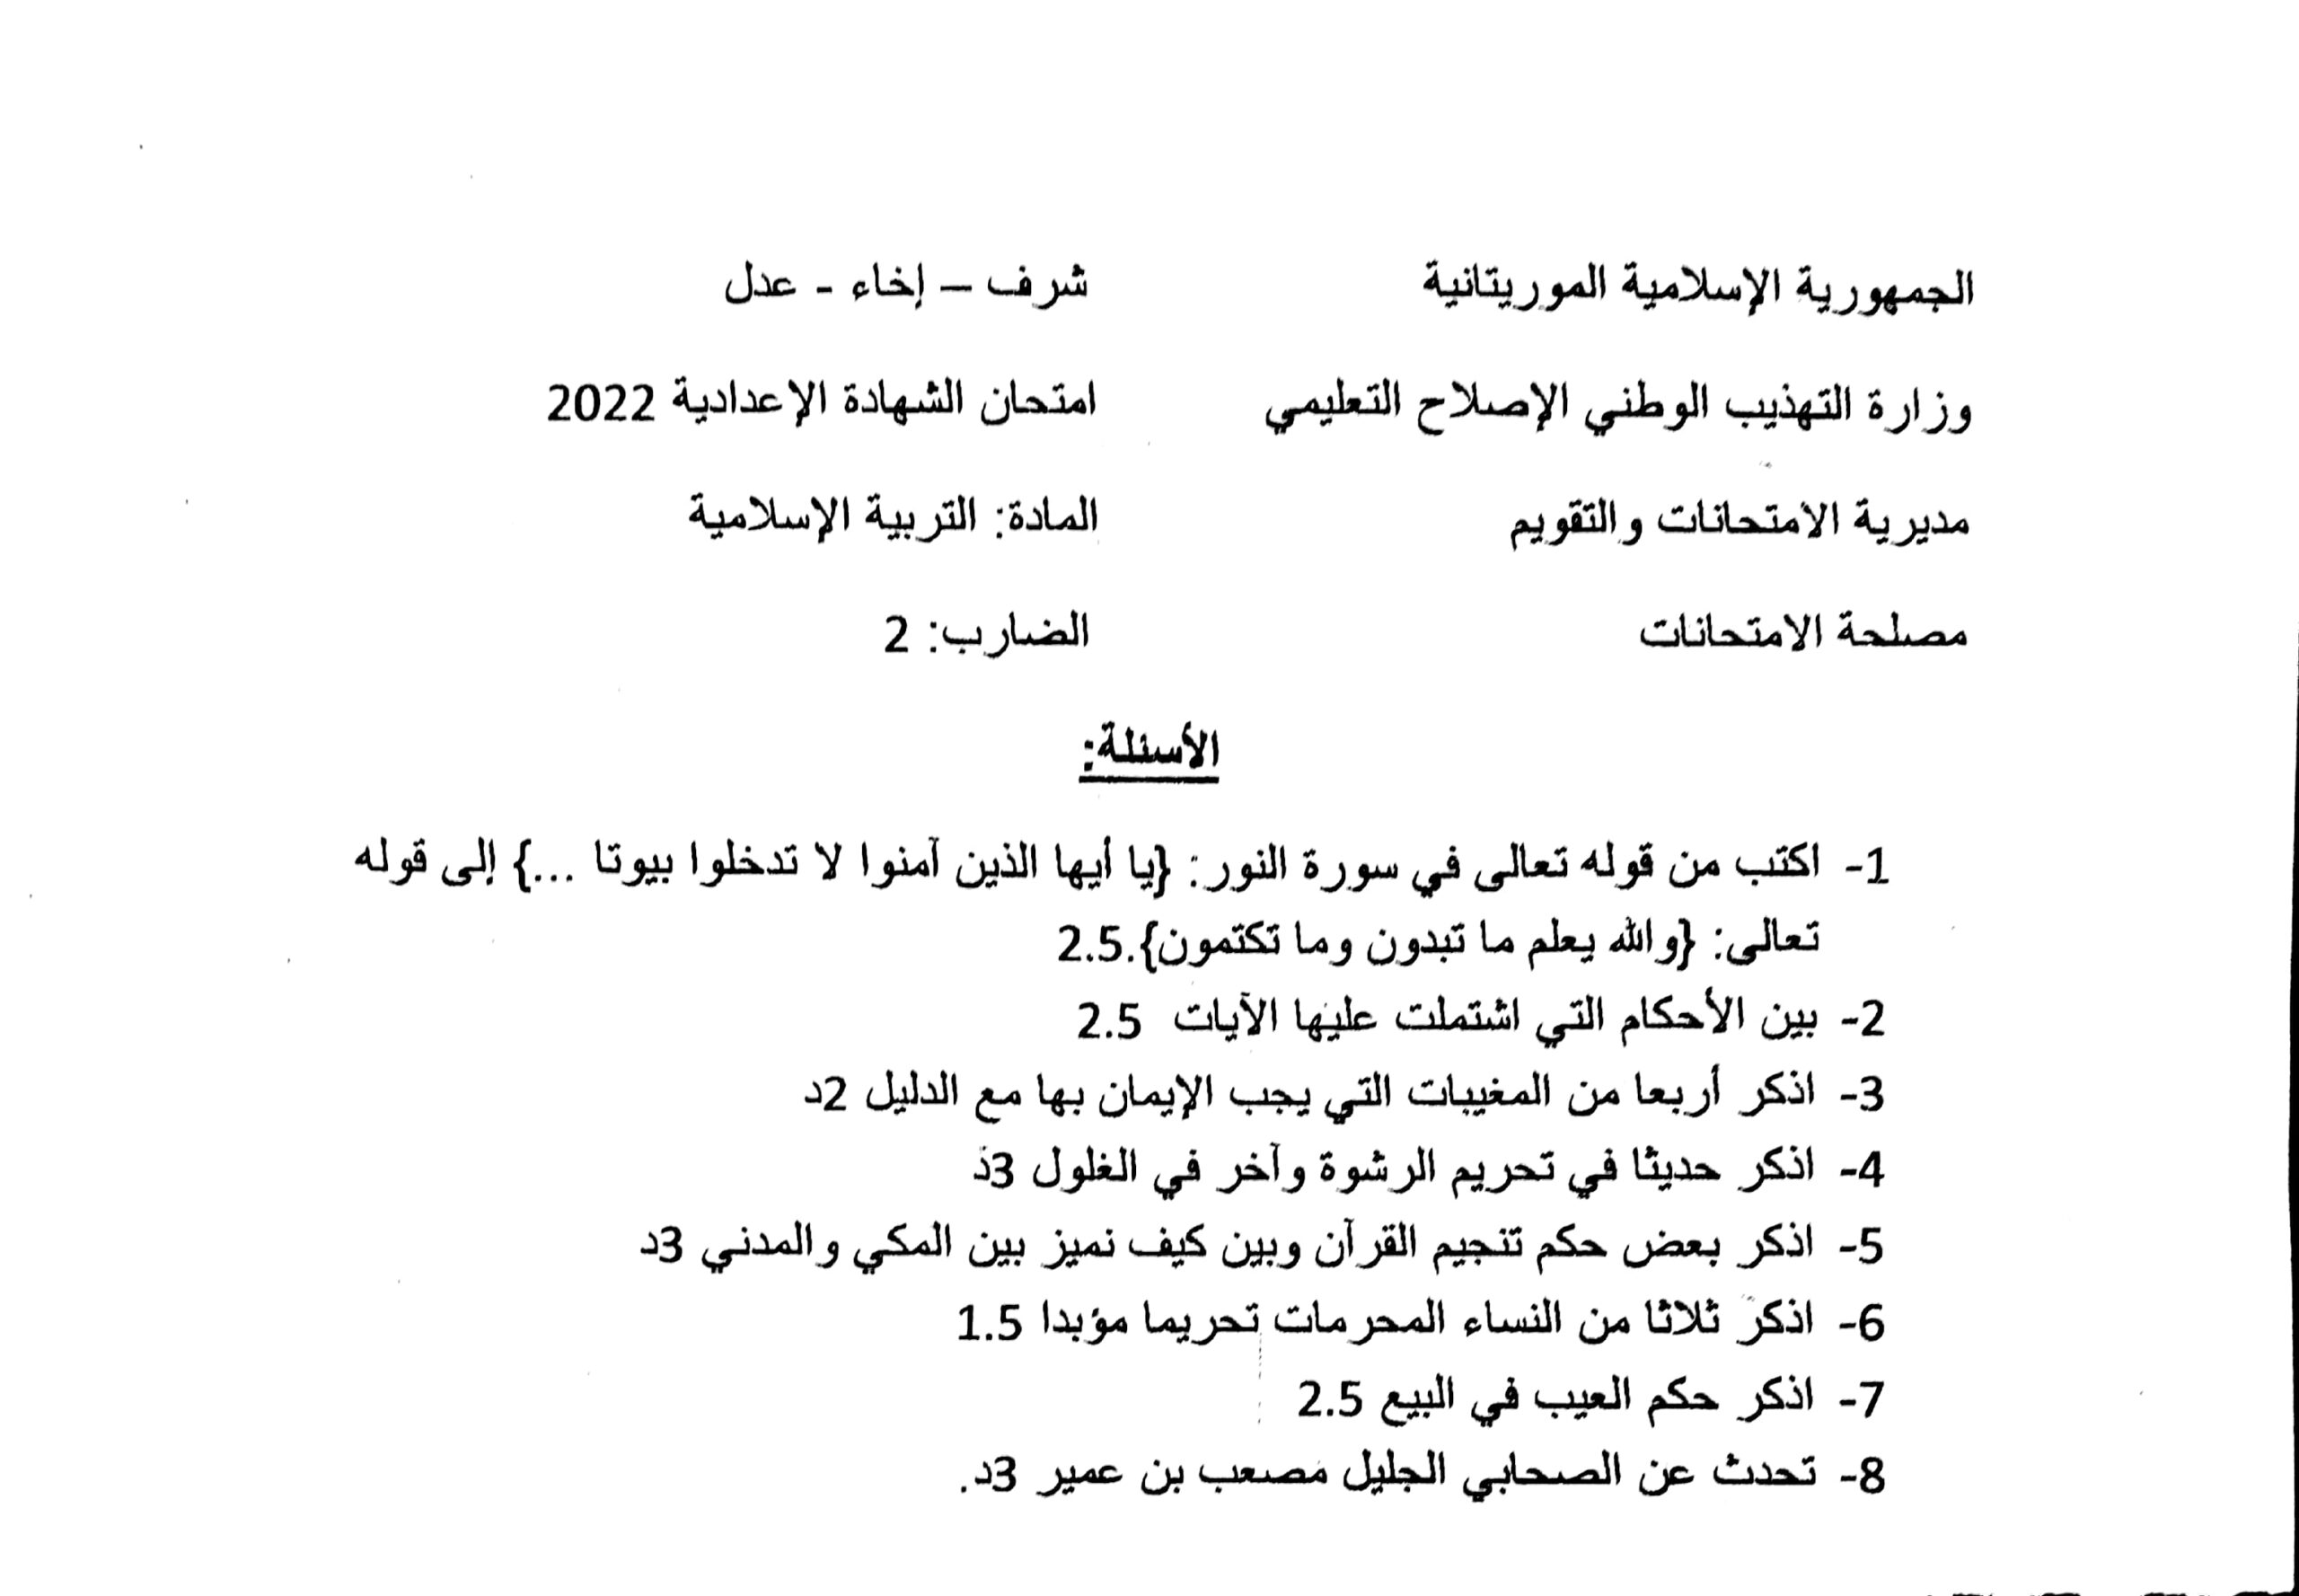 الجمهورية الإسلامية الموريتانية شرف – إخاء - عدل
وزارة التهذيب الوطني الإصلاح التعليمي امتحان الشهادة الإعدادية 2022
مديرية الامتحانات والتقويم المادة: التربية الإسلامية
مصلحة الامتحانات الضارب: 2
الأسئلة:
1- اكتب من قوله تعالى في سورة النور: {يا أيها الذين آمنوا لا تدخلوا بيوتا ...} إلى قوله
تعالى: {والله يعلم ما تبدون وما تكتمون}.2.5
2- بين الأحكام التي اشتملت عليها الآيات 2.5
3- اذكر أربعا من المغيبات التي يجب الإيمان بها مع الدليل 2د
4- اذكر حديثا في تحريم الرشوة وآخر في الغلول 3د
5- اذكر بعض حكم تنجيم القرآن وبين كيف نميز بين المكي والمدني 3د
6- اذكر ثلاثا من النساء المحرمات تحريما مؤبدا 1.5
7- اذكر حكم العيب في البيع 2.5
8- تحدث عن الصحابي الجليل مصعب بن عمير 3د.